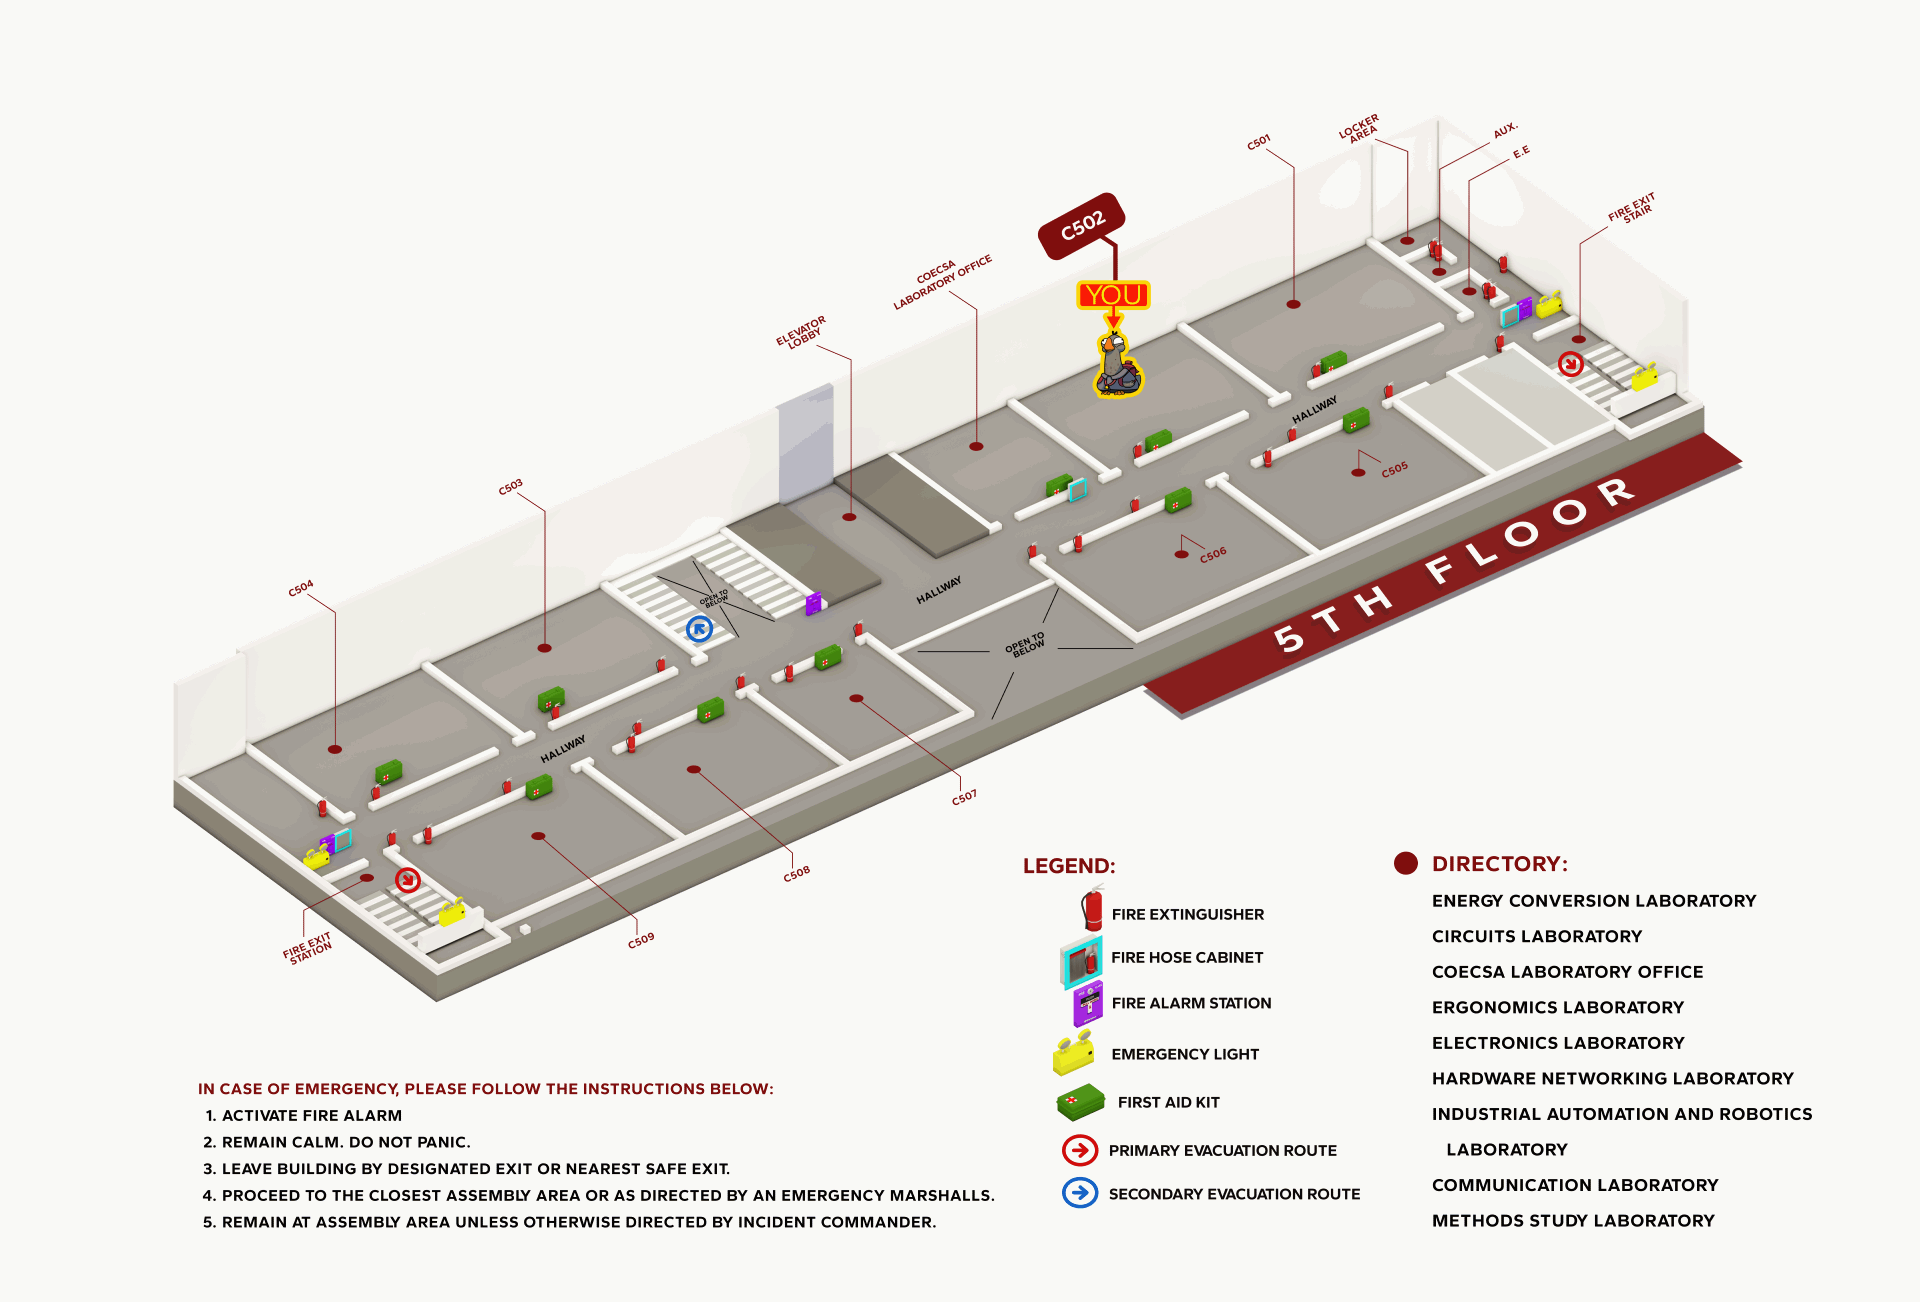 LOCKER
AREA
AUX.
E.E
C501
FIRE EXIT
STAIR
C502
YOU
COECSA
LABORATORY OFFICE
ELEVATOR
LOBBY
C503
C504
HALLWAY
C505
C506
5TH FLOOR
OPEN TO
BELOW
HALLWAY
OPEN TO
BELOW
HALLWAY
C507
C508
C509
FIRE EXIT
STATION
LEGEND:
FIRE EXTINGUISHER
FIRE HOSE CABINET
FIRE ALARM STATION
EMERGENCY LIGHT
FIRST AID KIT
PRIMARY EVACUATION ROUTE
SECONDARY EVACUATION ROUTE
DIRECTORY:
ENERGY CONVERSION LABORATORY
CIRCUITS LABORATORY
COECSA LABORATORY OFFICE
ERGONOMICS LABORATORY
ELECTRONICS LABORATORY
HARDWARE NETWORKING LABORATORY
INDUSTRIAL AUTOMATION AND ROBOTICS
LABORATORY
COMMUNICATION LABORATORY
METHODS STUDY LABORATORY
IN CASE OF EMERGENCY, PLEASE FOLLOW THE INSTRUCTIONS BELOW:
1. ACTIVATE FIRE ALARM
2. REMAIN CALM. DO NOT PANIC.
3. LEAVE BUILDING BY DESIGNATED EXIT OR NEAREST SAFE EXIT.
4. PROCEED TO THE CLOSEST ASSEMBLY AREA OR AS DIRECTED BY AN EMERGENCY MARSHALLS.
5. REMAIN AT ASSEMBLY AREA UNLESS OTHERWISE DIRECTED BY INCIDENT COMMANDER.